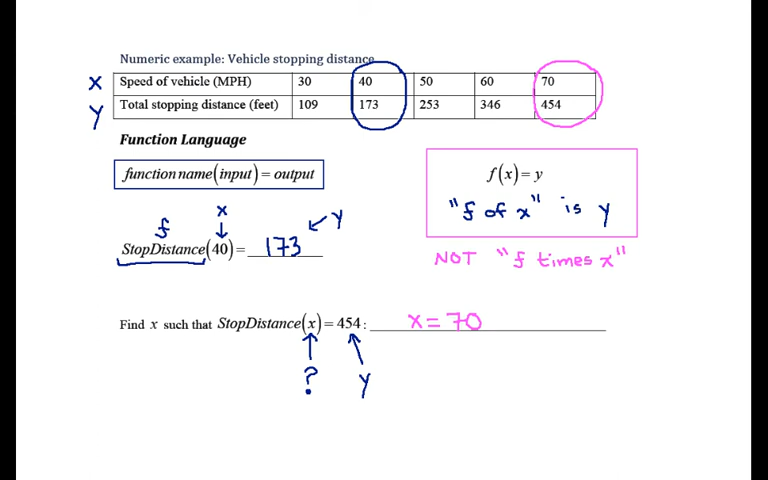 Numeric example: Vehicle stopping distance
X Speed of vehicle (MPH) 30 40 50 60 70
Y Total stopping distance (feet) 109 173 253 346 454
Function Language
function name(input) = output
f(x) = y
"f of x" is y
NOT "f times x"
f x
StopDistance(40) = 173 y
Find x such that StopDistance(x) = 454: x = 70
? y